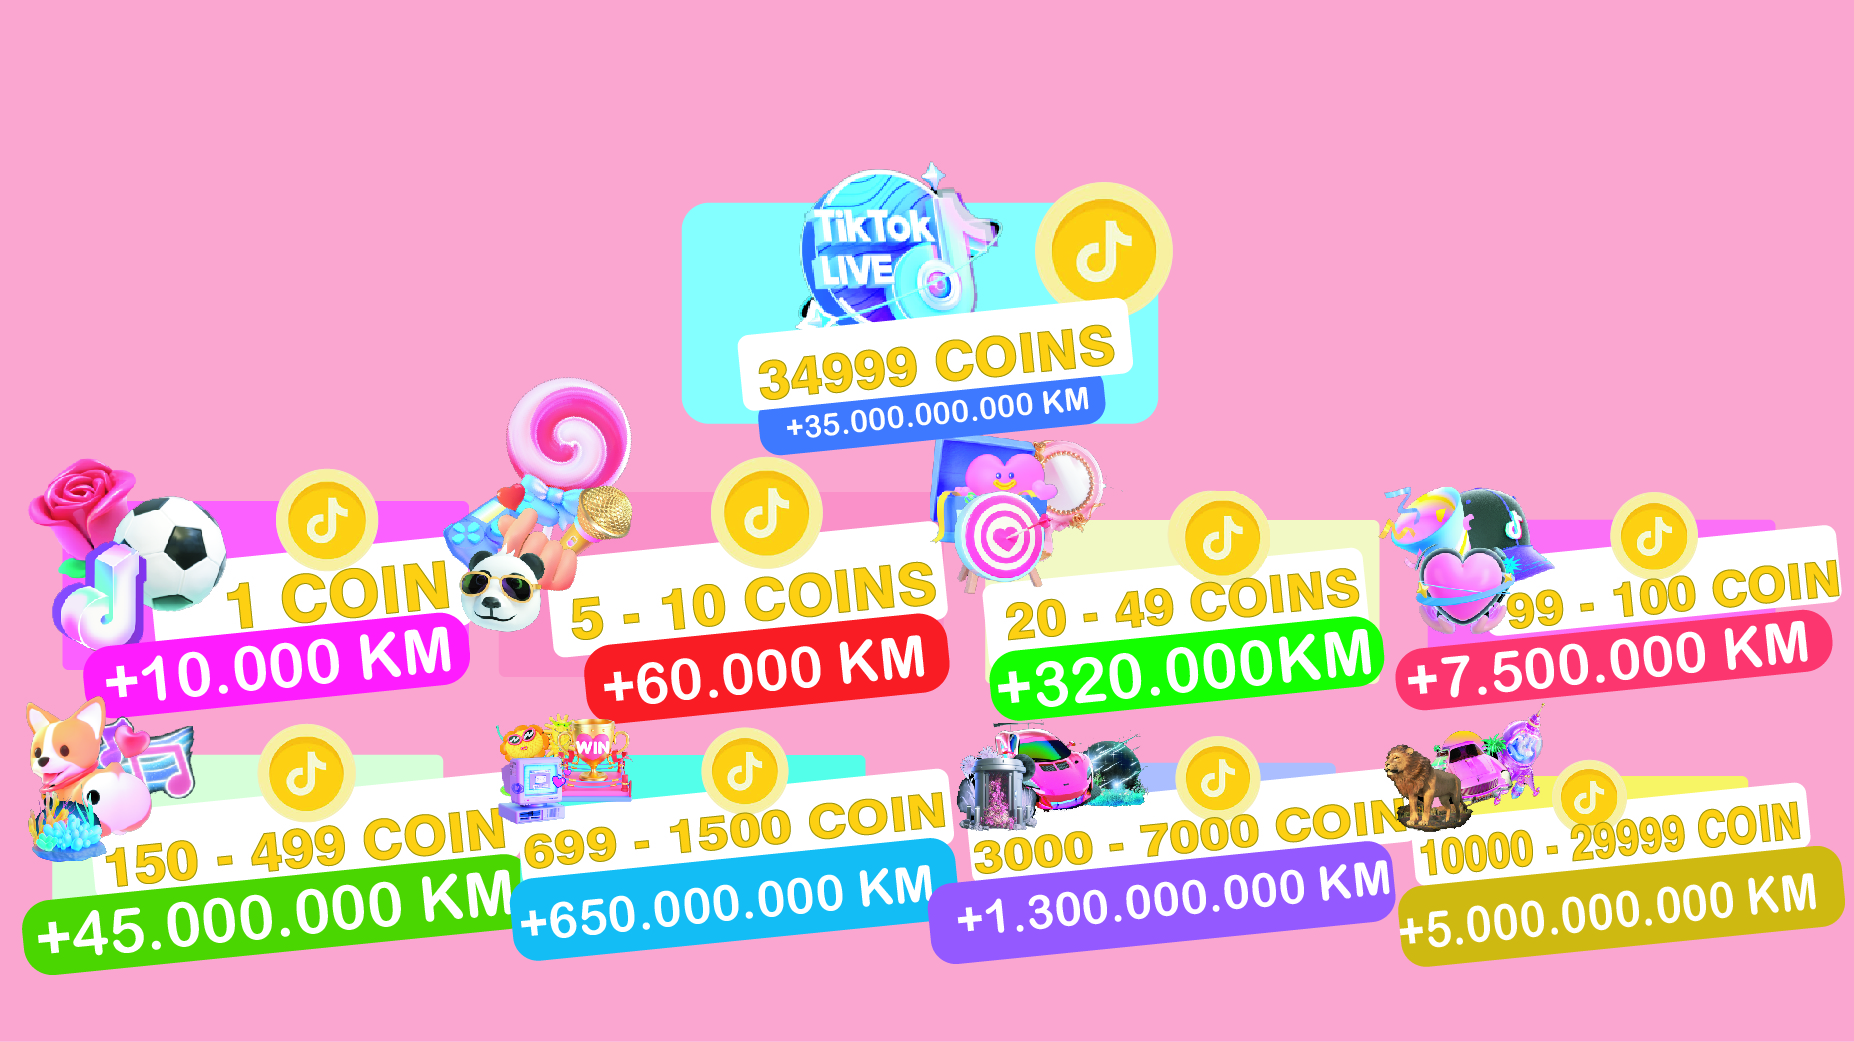 TikTok
LIVE
34999 COINS
+35.000.000.000 KM
1 COIN
+10.000 KM
5 - 10 COINS
+60.000 KM
20 - 49 COINS
+320.000KM
99 - 100 COIN
+7.500.000 KM
150 - 499 COIN
+45.000.000 KM
WIN
699 - 1500 COIN
+650.000.000 KM
3000 - 7000 COIN
+1.300.000.000 KM
10000 - 29999 COIN
+5.000.000.000 KM